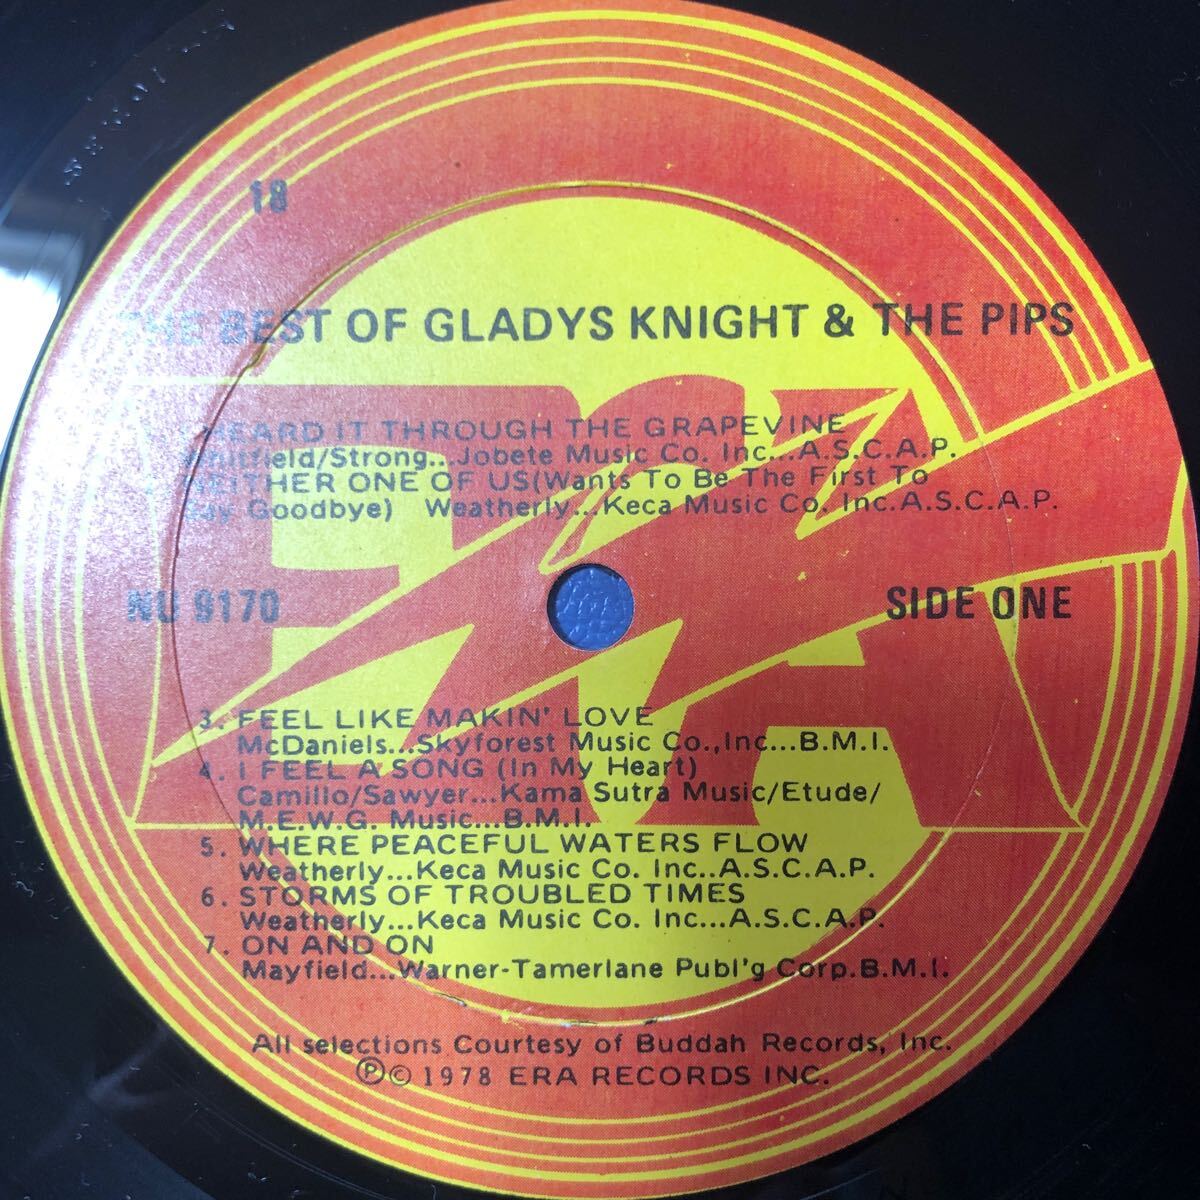 18
THE BEST OF GLADYS KNIGHT & THE PIPS
HEARD IT THROUGH THE GRAPEVINE
Whitfield/Strong...Jobete Music Co. Inc...A.S.C.A.P.
NEITHER ONE OF US(Wants To Be The First To
Say Goodbye) Weatherly...Keca Music Co. Inc.A.S.C.A.P.
ERA
NU 9170
SIDE ONE
3. FEEL LIKE MAKIN' LOVE
McDaniels...Skyforest Music Co.,Inc...B.M.I.
4. I FEEL A SONG (In My Heart)
Camillo/Sawyer...Kama Sutra Music/Etude/
M.E.W.G. Music...B.M.I.
5. WHERE PEACEFUL WATERS FLOW
Weatherly...Keca Music Co. Inc..A.S.C.A.P.
6. STORMS OF TROUBLED TIMES
Weatherly...Keca Music Co. Inc...A.S.C.A.P.
7. ON AND ON
Mayfield...Warner-Tamerlane Publ'g Corp.B.M.I.
All selections Courtesy of Buddah Records, Inc.
℗© 1978 ERA RECORDS INC.